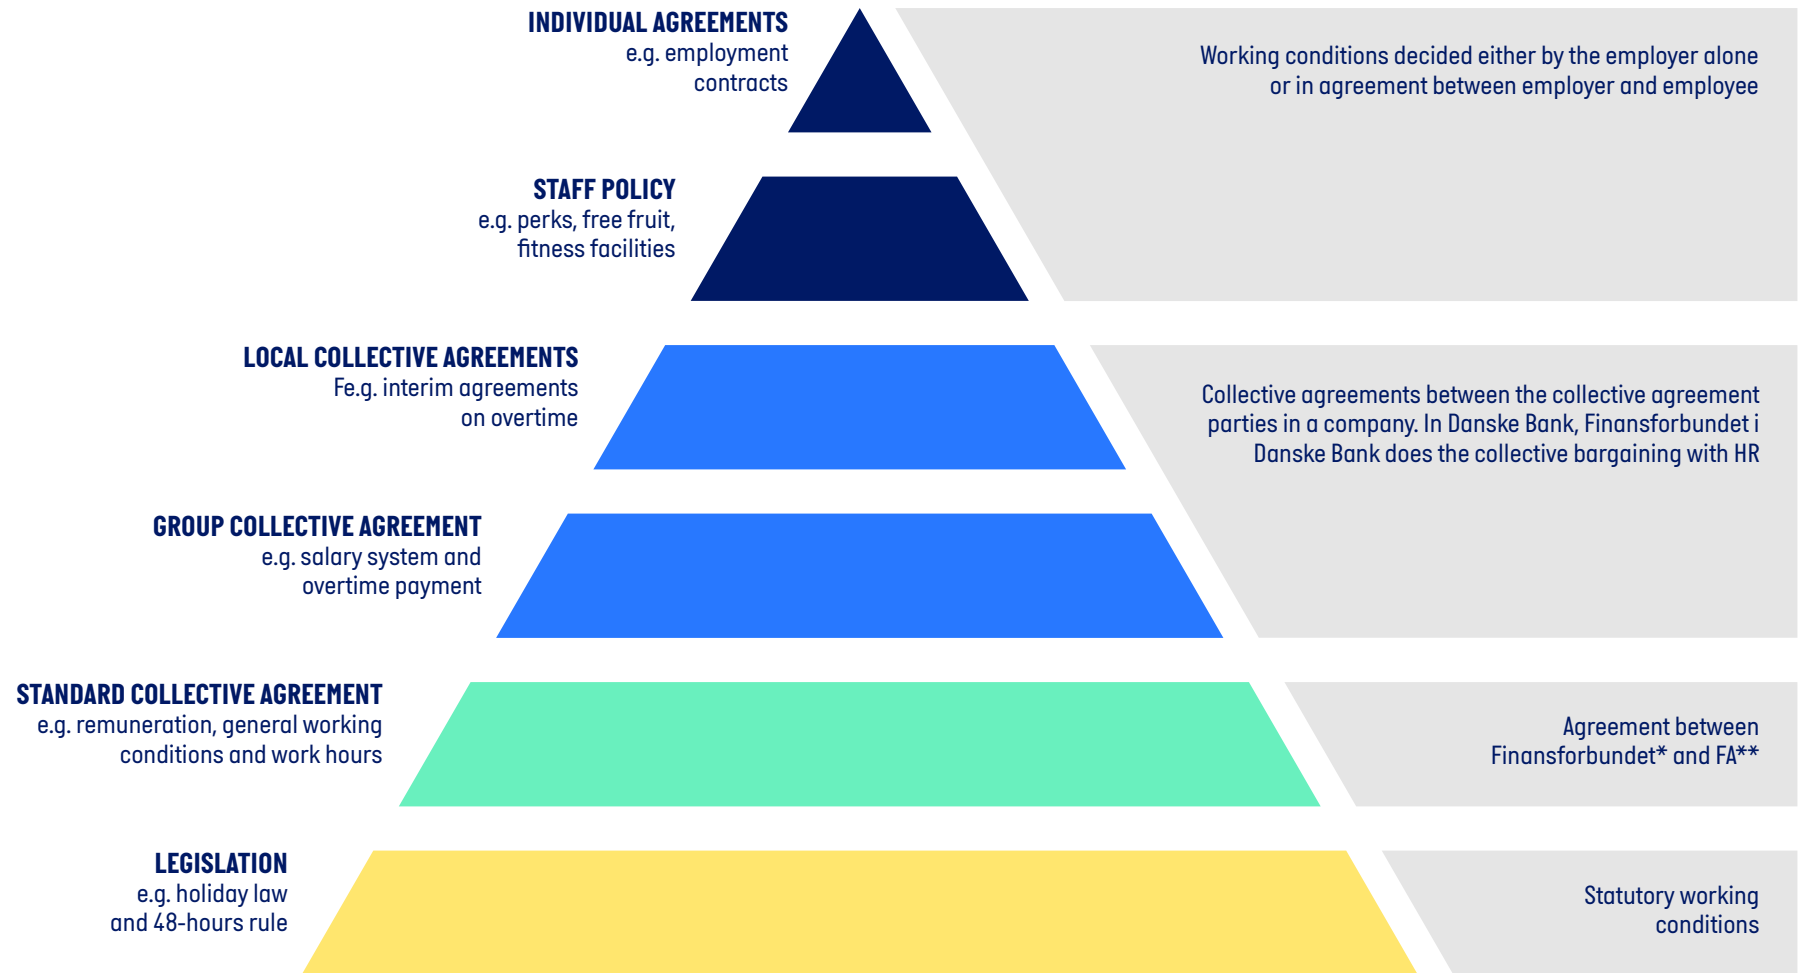 INDIVIDUAL AGREEMENTS
e.g. employment
contracts
Working conditions decided either by the employer alone
or in agreement between employer and employee
STAFF POLICY
e.g. perks, free fruit,
fitness facilities
LOCAL COLLECTIVE AGREEMENTS
Fe.g. interim agreements
on overtime
Collective agreements between the collective agreement
parties in a company. In Danske Bank, Finansforbundet i
Danske Bank does the collective bargaining with HR
GROUP COLLECTIVE AGREEMENT
e.g. salary system and
overtime payment
STANDARD COLLECTIVE AGREEMENT
e.g. remuneration, general working
conditions and work hours
Agreement between
Finansforbundet* and FA**
LEGISLATION
e.g. holiday law
and 48-hours rule
Statutory working
conditions